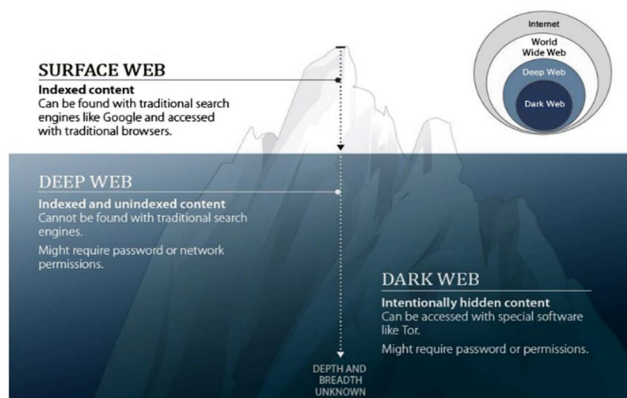 SURFACE WEB
Indexed content
Can be found with traditional search
engines like Google and accessed
with traditional browsers.
Internet
World
Wide Web
Deep Web
Dark Web
DEEP WEB
Indexed and unindexed content
Cannot be found with traditional search
engines.
Might require password or network
permissions.
DARK WEB
Intentionally hidden content
Can be accessed with special software
like Tor.
Might require password or permissions.
DEPTH AND
BREADTH
UNKNOWN